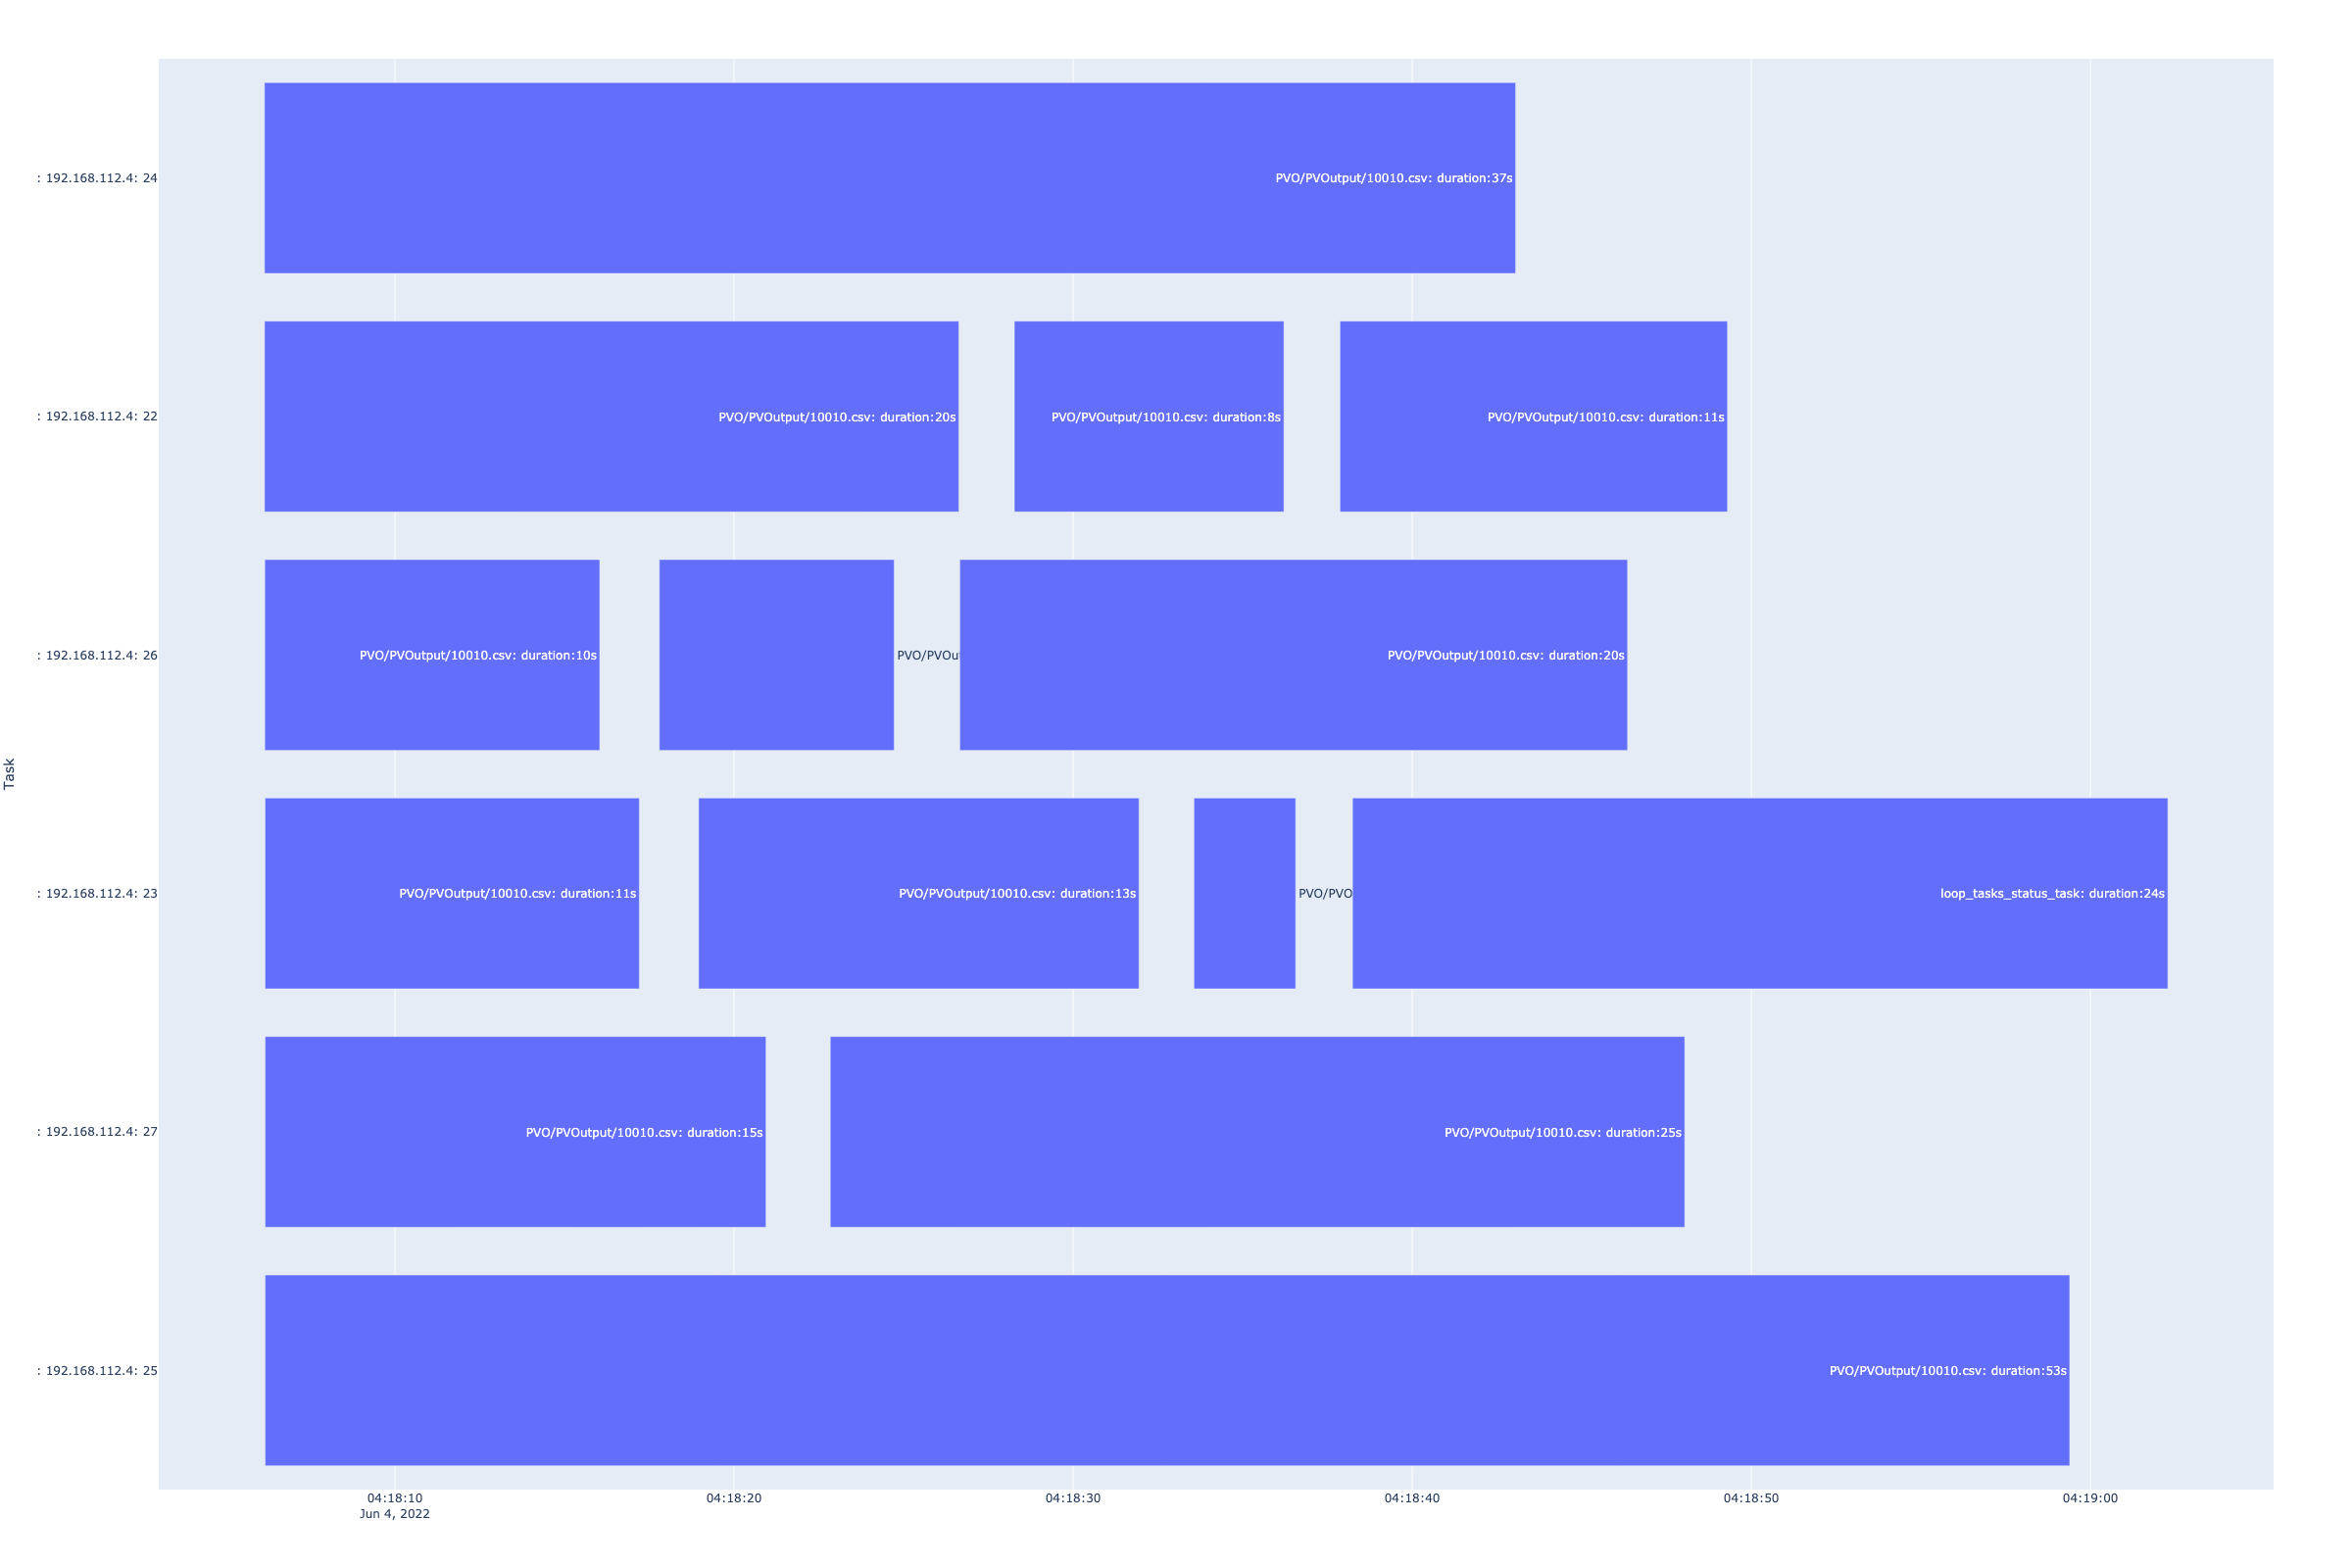 : 192.168.112.4: 24
PVO/PVOutput/10010.csv: duration:37s
: 192.168.112.4: 22
PVO/PVOutput/10010.csv: duration:20s
PVO/PVOutput/10010.csv: duration:8s
PVO/PVOutput/10010.csv: duration:11s
: 192.168.112.4: 26
PVO/PVOutput/10010.csv: duration:10s
PVO/PVOu
PVO/PVOutput/10010.csv: duration:20s
Task
: 192.168.112.4: 23
PVO/PVOutput/10010.csv: duration:11s
PVO/PVOutput/10010.csv: duration:13s
PVO/PVO
loop_tasks_status_task: duration:24s
: 192.168.112.4: 27
PVO/PVOutput/10010.csv: duration:15s
PVO/PVOutput/10010.csv: duration:25s
: 192.168.112.4: 25
PVO/PVOutput/10010.csv: duration:53s
04:18:10
04:18:20
04:18:30
04:18:40
04:18:50
04:19:00
Jun 4, 2022